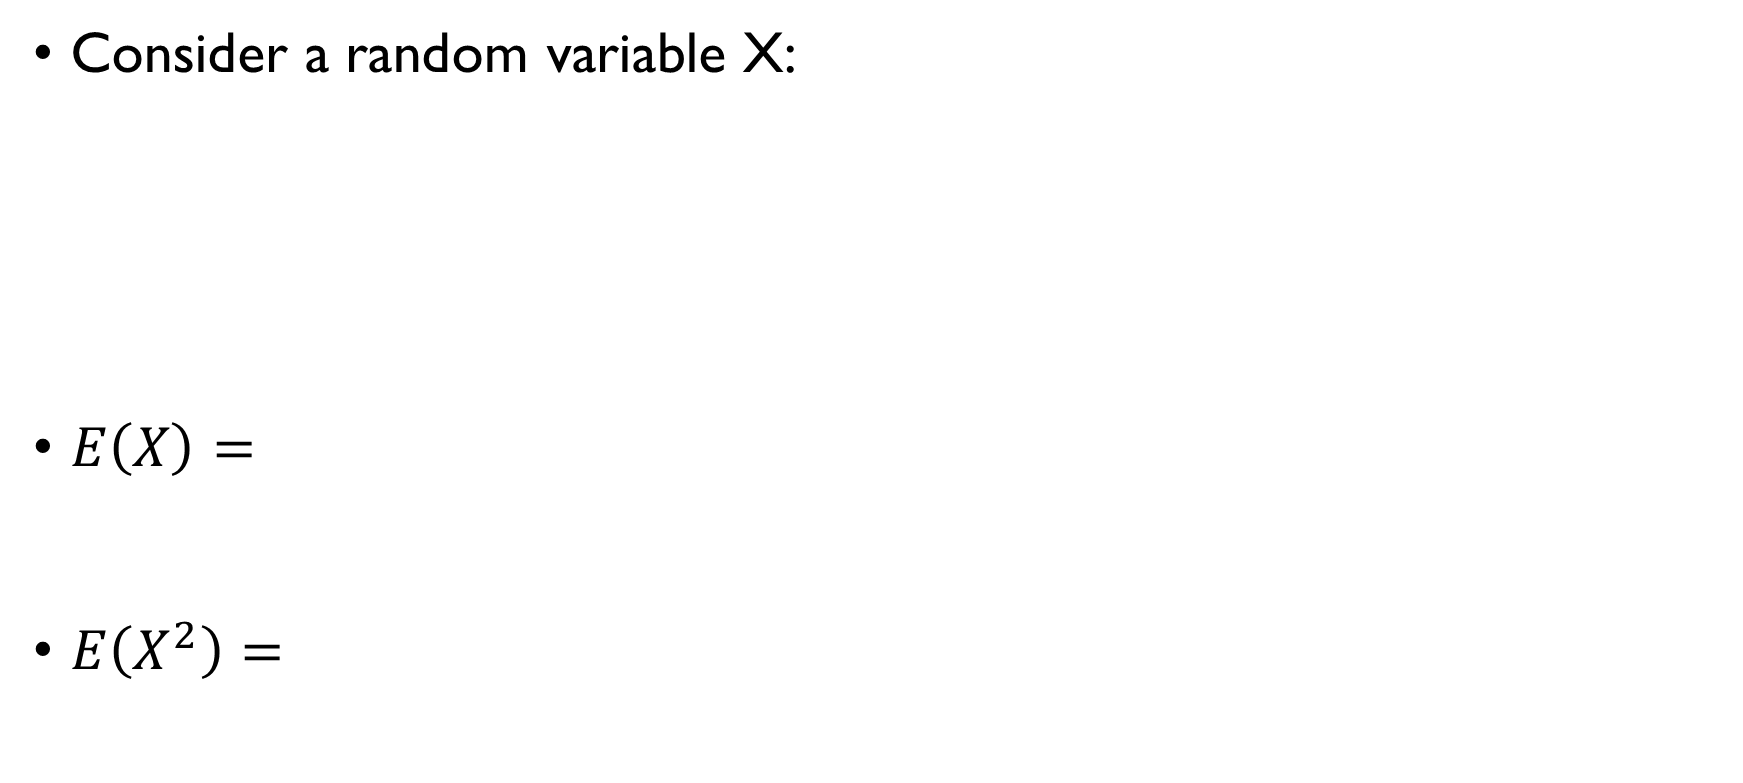 • Consider a random variable X:
• E(X) =
• E(X²) =